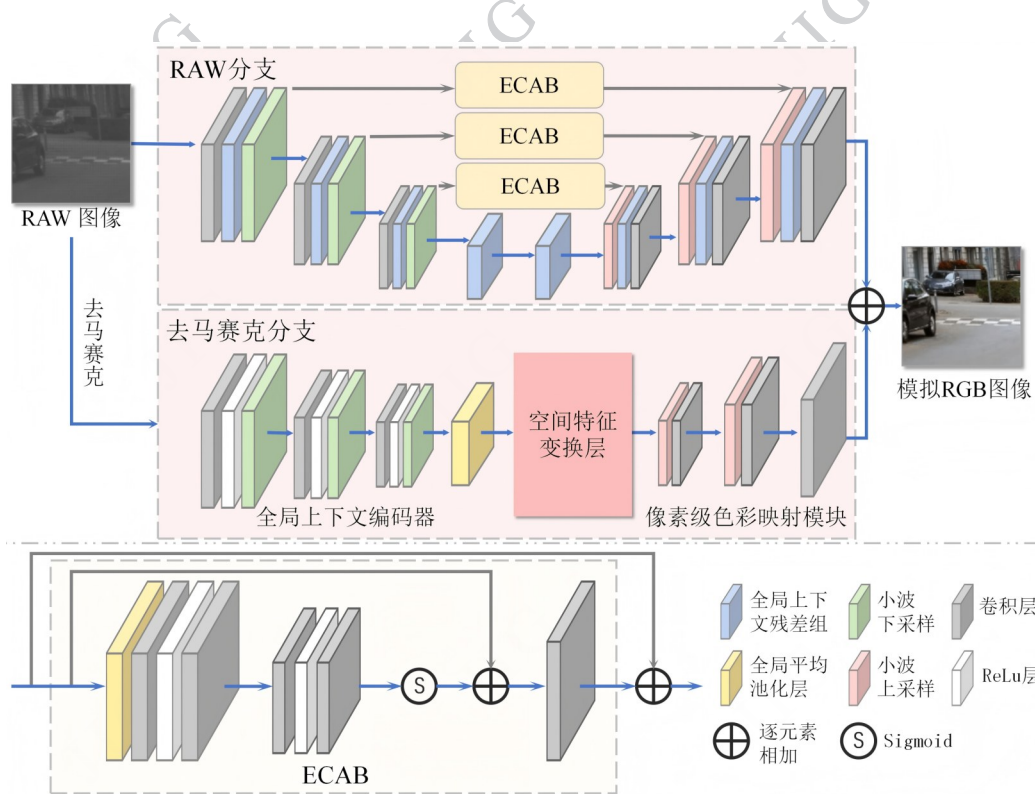 RAW分支
ECAB
ECAB
ECAB
RAW 图像
去马赛克
去马赛克分支
空间特征
变换层
全局上下文编码器
像素级色彩映射模块
模拟RGB图像
全局上下
文残差组
小波
下采样
卷积层
全局平均
池化层
小波
上采样
ReLu层
逐元素
相加
S
Sigmoid
S
ECAB